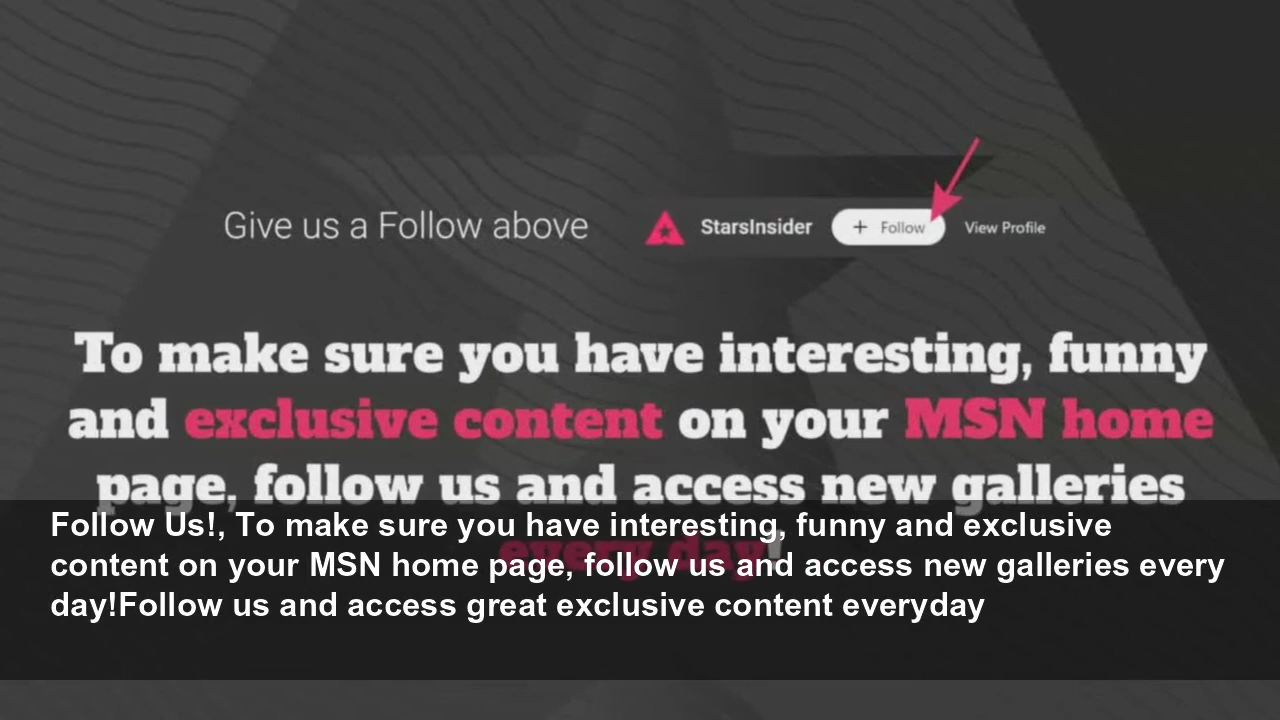 Give us a Follow above
StarsInsider
+ Follow
View Profile
To make sure you have interesting, funny
and exclusive content on your MSN home
page, follow us and access new galleries
every day!
Follow Us!, To make sure you have interesting, funny and exclusive
content on your MSN home page, follow us and access new galleries every
day!Follow us and access great exclusive content everyday